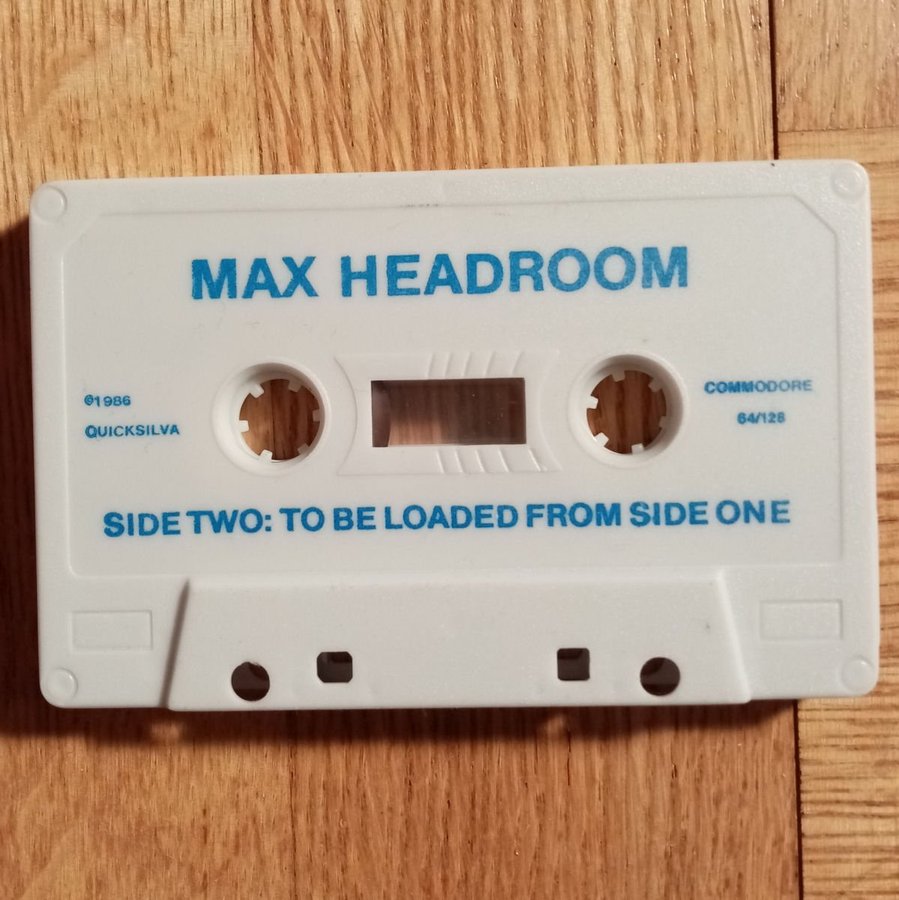 MAX HEADROOM
©1986
QUICKSILVA
COMMODORE
64/128
SIDE TWO: TO BE LOADED FROM SIDE ONE